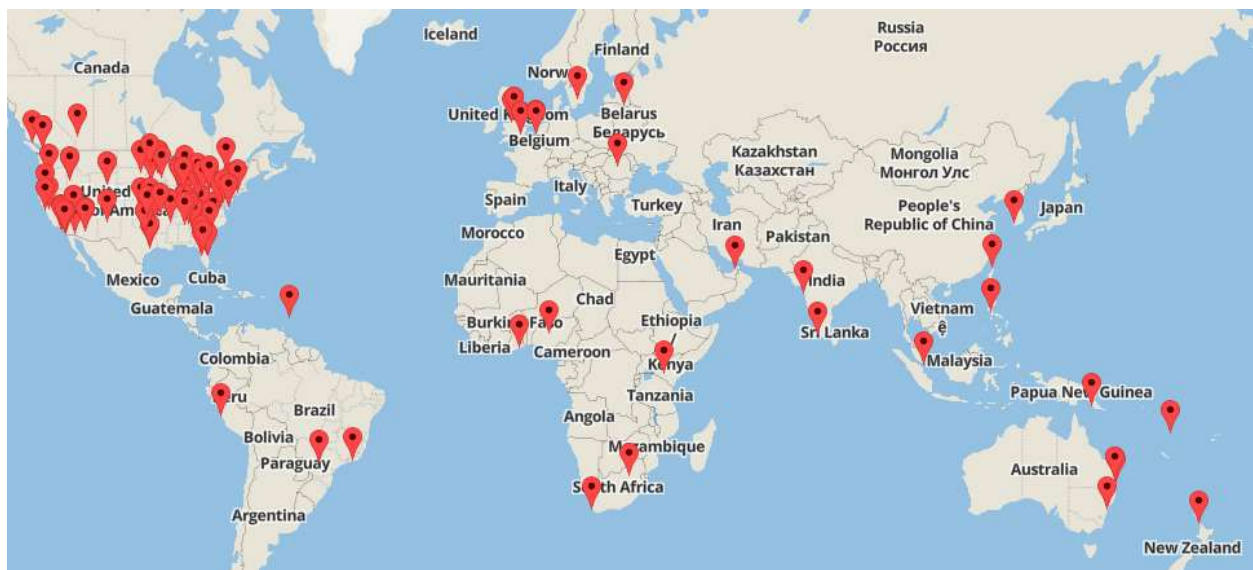 Iceland
Russia
Россия
Finland
Canada
Norw
United K gdom
Belarus
Беларусь
Belgium
Kazakhstan
Казахстан
Mongolia
Монгол Улс
Italy
United
of America
Spain
Turkey
People's
Republic of China
Japan
Morocco
Iran
Pakistan
Egypt
Mexico
Cuba
Mauritania
India
Guatemala
Chad
Burkina Faso
Ethiopia
Vietnam
ệ
Liberia
Cameroon
Sri Lanka
Colombia
Kenya
Malaysia
Peru
Tanzania
Papua New Guinea
Brazil
Angola
Bolivia
Mozambique
Paraguay
Australia
South Africa
Argentina
New Zealand